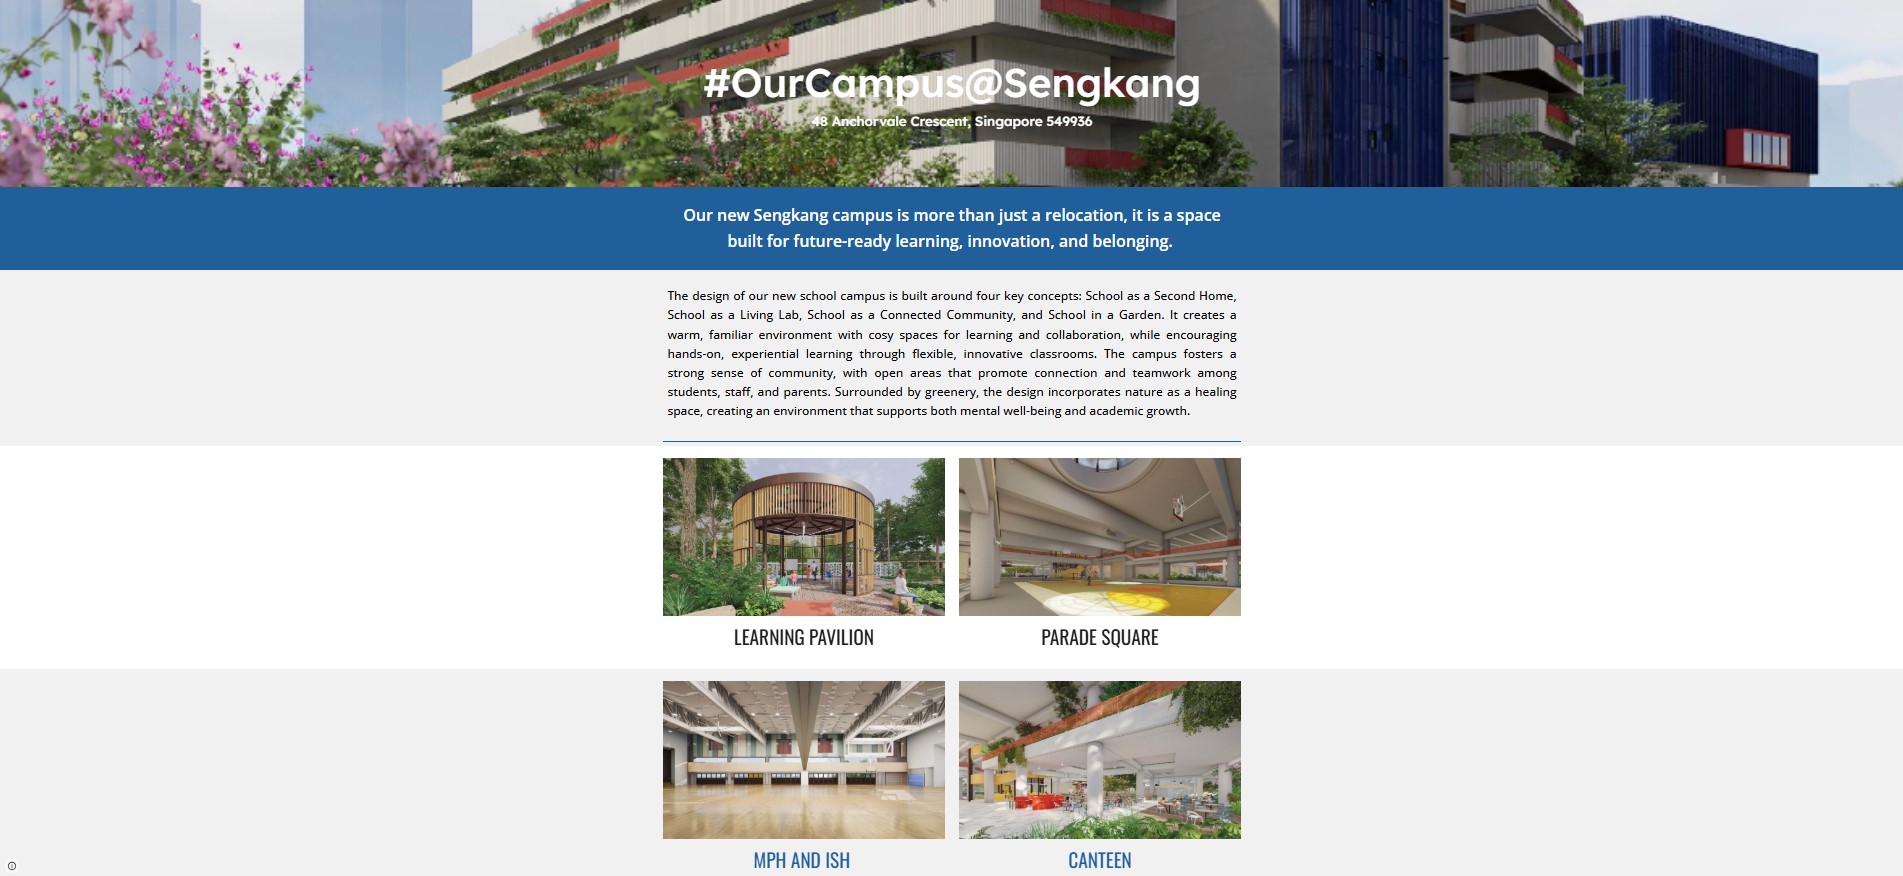 #OurCampus@Sengkang
48 Anchorvale Crescent, Singapore 549936
Our new Sengkang campus is more than just a relocation, it is a space
built for future-ready learning, innovation, and belonging.
The design of our new school campus is built around four key concepts: School as a Second Home,
School as a Living Lab, School as a Connected Community, and School in a Garden. It creates a
warm, familiar environment with cosy spaces for learning and collaboration, while encouraging
hands-on, experiential learning through flexible, innovative classrooms. The campus fosters a
strong sense of community, with open areas that promote connection and teamwork among
students, staff, and parents. Surrounded by greenery, the design incorporates nature as a healing
space, creating an environment that supports both mental well-being and academic growth.
LEARNING PAVILION
PARADE SQUARE
MPH AND ISH
CANTEEN